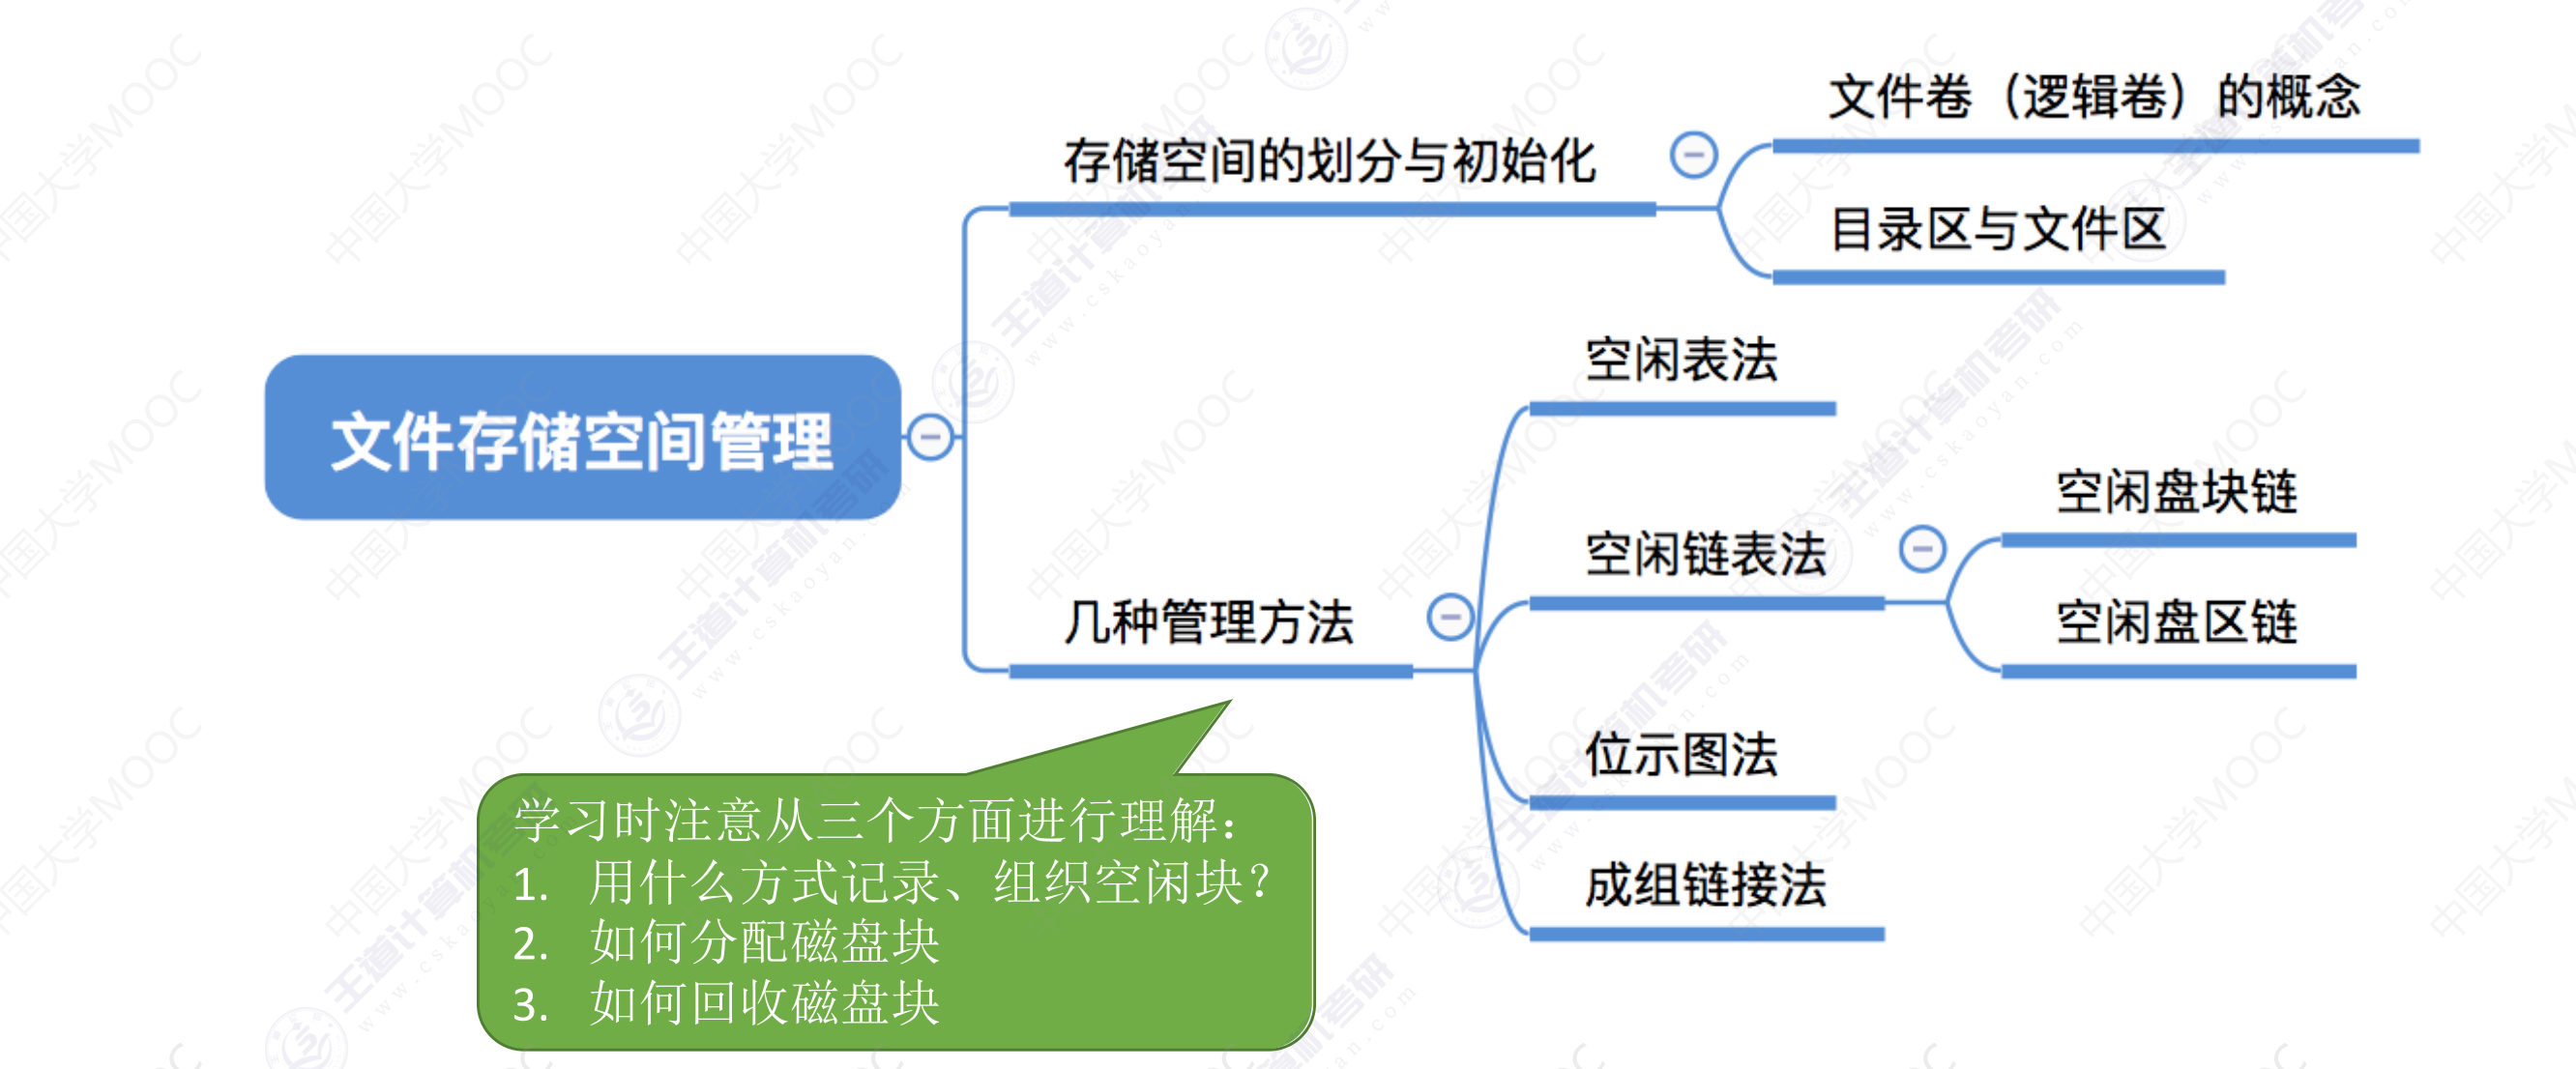 文件存储空间管理
存储空间的划分与初始化
文件卷（逻辑卷）的概念
目录区与文件区
几种管理方法
空闲表法
空闲链表法
空闲盘块链
空闲盘区链
位示图法
成组链接法
学习时注意从三个方面进行理解：
1. 用什么方式记录、组织空闲块？
2. 如何分配磁盘块
3. 如何回收磁盘块
中国大学MOOC
王道计算机考研
www.cskaoyan.com